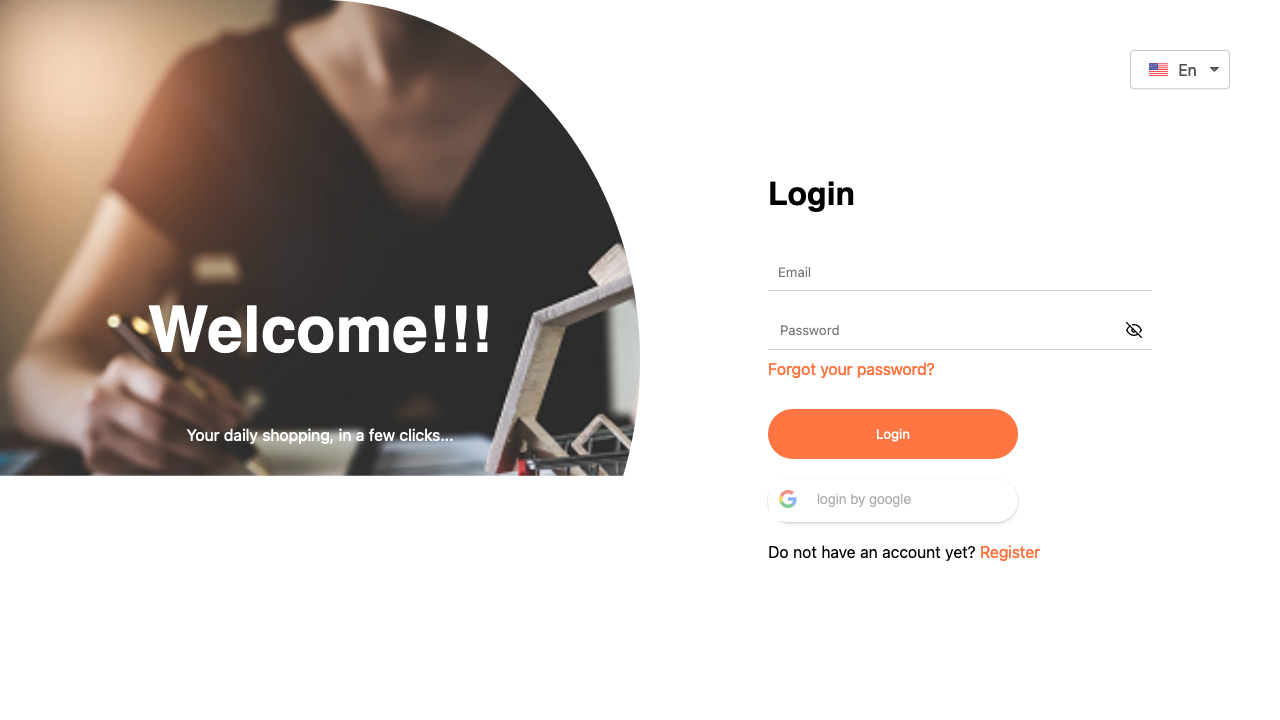 En
Login
Email
Password
Forgot your password?
Welcome!!!
Your daily shopping, in a few clicks...
Login
login by google
Do not have an account yet? Register